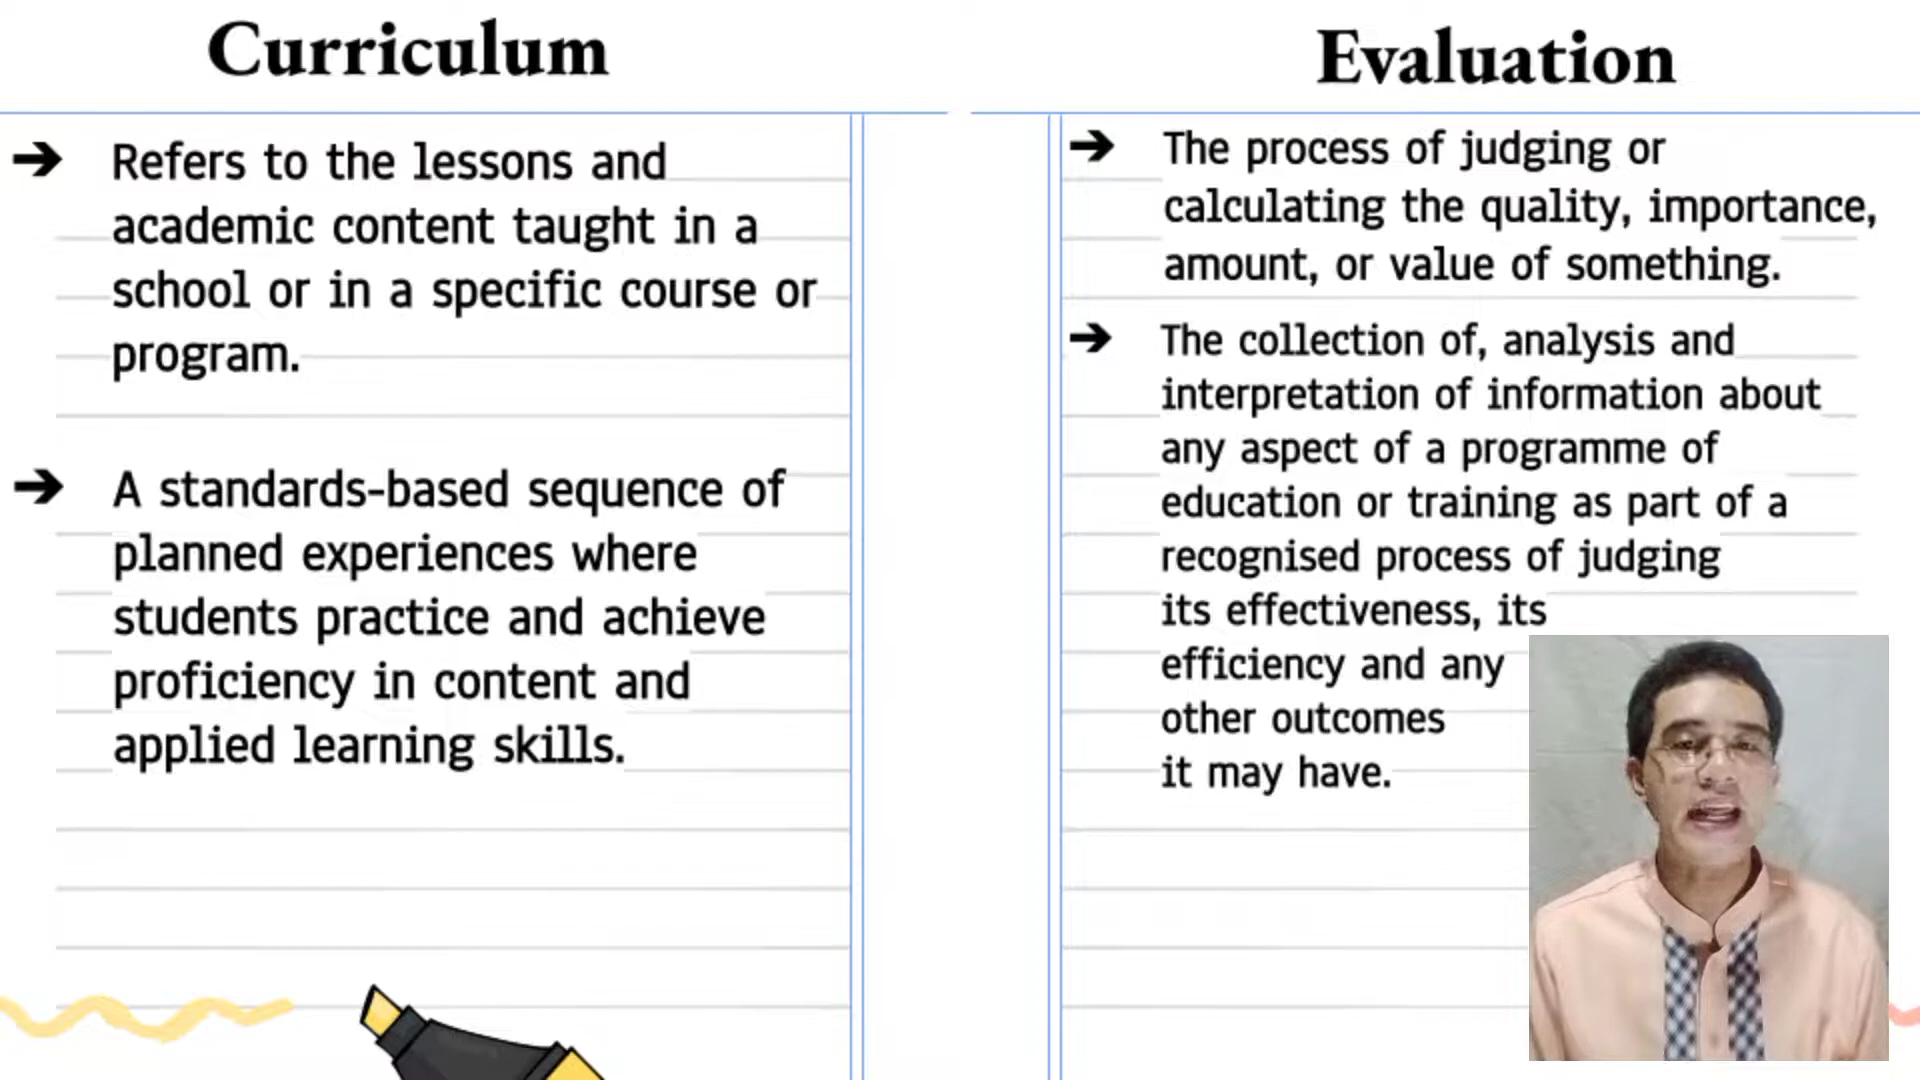 Curriculum
Refers to the lessons and
academic content taught in a
school or in a specific course or
program.
A standards-based sequence of
planned experiences where
students practice and achieve
proficiency in content and
applied learning skills.
Evaluation
The process of judging or
calculating the quality, importance,
amount, or value of something.
The collection of, analysis and
interpretation of information about
any aspect of a programme of
education or training as part of a
recognised process of judging
its effectiveness, its
efficiency and any
other outcomes
it may have.